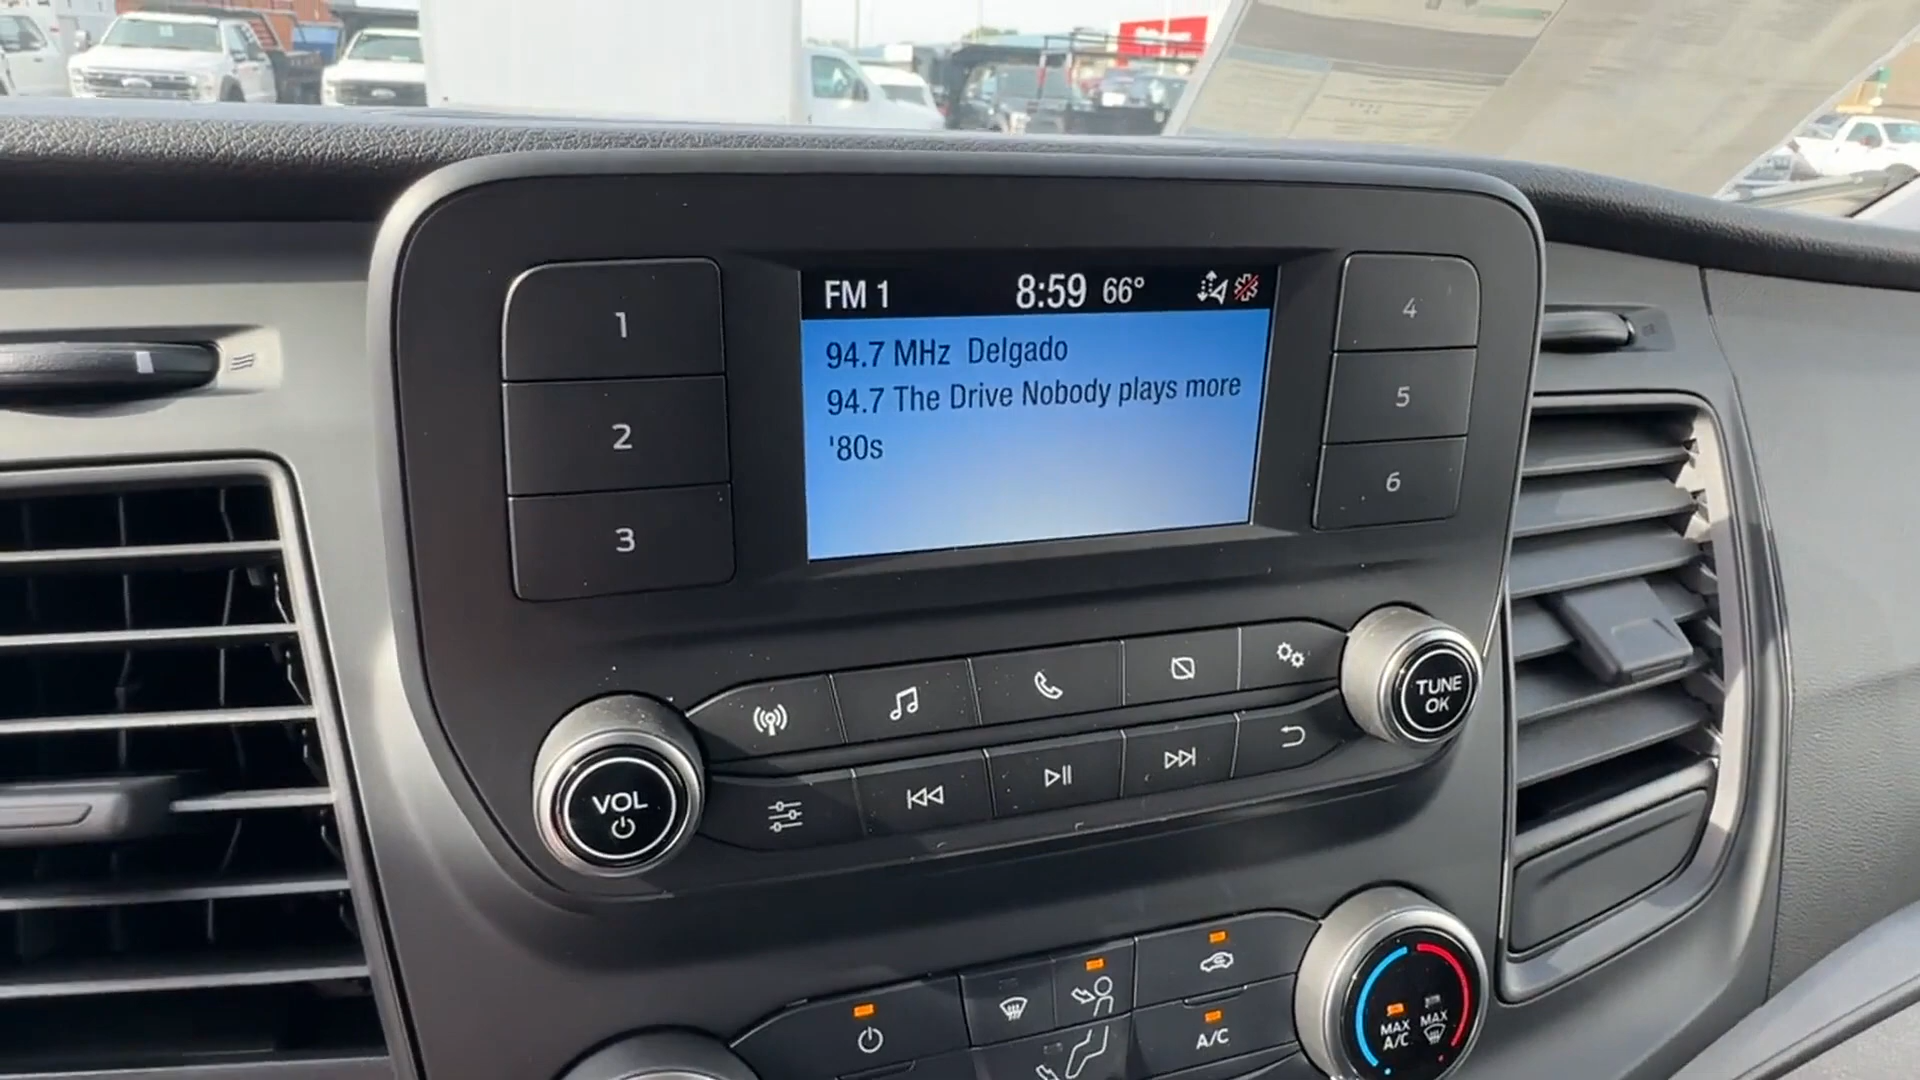 FM 1 8:59 66°
94.7 MHz Delgado
94.7 The Drive Nobody plays more
'80s
1
2
3
4
5
6
VOL
TUNE
OK
A/C
MAX
A/C
MAX